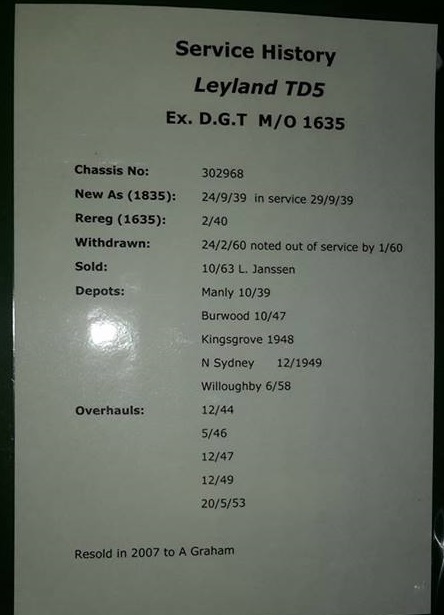 Service History
Leyland TD5
Ex. D.G.T M/O 1635
Chassis No: 302968
New As (1835): 24/9/39 in service 29/9/39
Rereg (1635): 2/40
Withdrawn: 24/2/60 noted out of service by 1/60
Sold: 10/63 L. Janssen
Depots: Manly 10/39
Burwood 10/47
Kingsgrove 1948
N Sydney 12/1949
Willoughby 6/58
Overhauls: 12/44
5/46
12/47
12/49
20/5/53
Resold in 2007 to A Graham